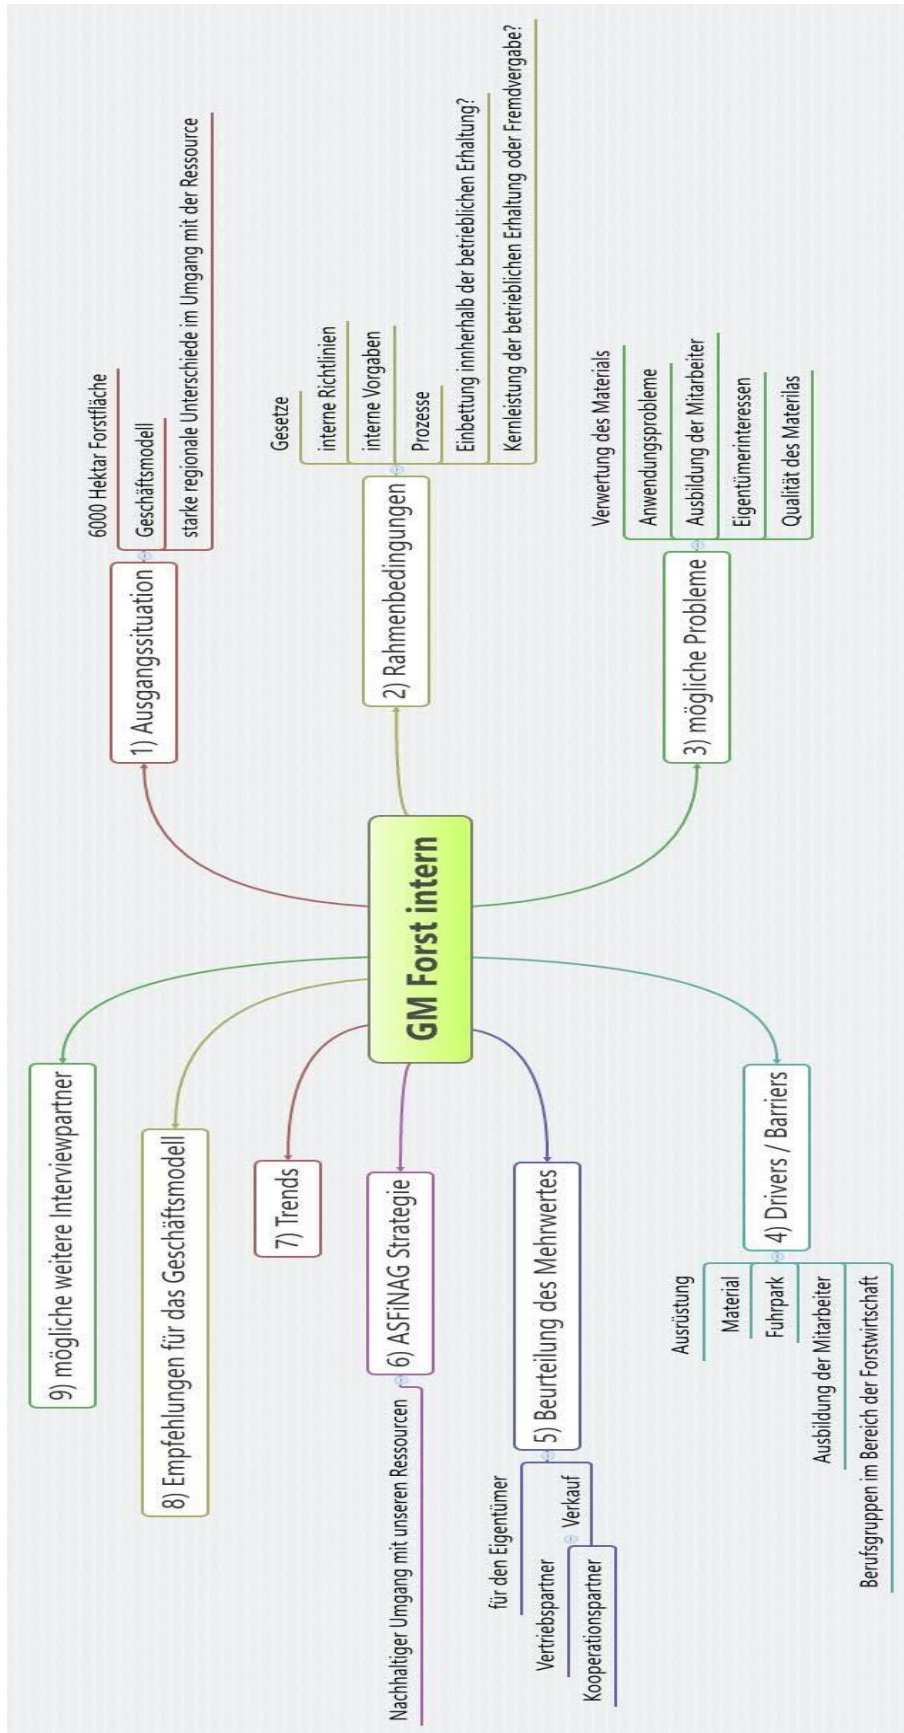 GM Forst intern
1) Ausgangssituation
6000 Hektar Forstfläche
Geschäftsmodell
starke regionale Unterschiede im Umgang mit der Ressource
2) Rahmenbedingungen
Gesetze
interne Richtlinien
interne Vorgaben
Prozesse
Einbettung innherhalb der betrieblichen Erhaltung?
Kernleistung der betrieblichen Erhaltung oder Fremdvergabe?
3) mögliche Probleme
Verwertung des Materials
Anwendungsprobleme
Ausbildung der Mitarbeiter
Eigentümerinteressen
Qualität des Materilas
4) Drivers / Barriers
Ausrüstung
Material
Fuhrpark
Ausbildung der Mitarbeiter
Berufsgruppen im Bereich der Forstwirtschaft
5) Beurteilung des Mehrwertes
für den Eigentümer
Verkauf
Vertriebspartner
Kooperationspartner
6) ASFiNAG Strategie
Nachhaltiger Umgang mit unseren Ressourcen
7) Trends
8) Empfehlungen für das Geschäftsmodell
9) mögliche weitere Interviewpartner